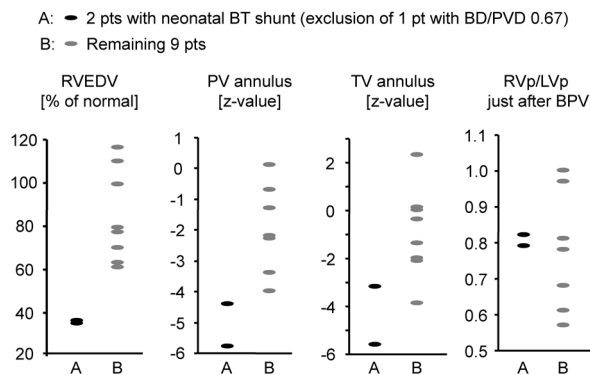 A: 2 pts with neonatal BT shunt (exclusion of 1 pt with BD/PVD 0.67)
B: Remaining 9 pts
RVEDV
[% of normal]
120
100
80
60
40
20
A B
PV annulus
[z-value]
1
0
-1
-2
-3
-4
-5
-6
A B
TV annulus
[z-value]
2
0
-2
-4
-6
A B
RVp/LVp
just after BPV
1.1
1.0
0.9
0.8
0.7
0.6
0.5
A B